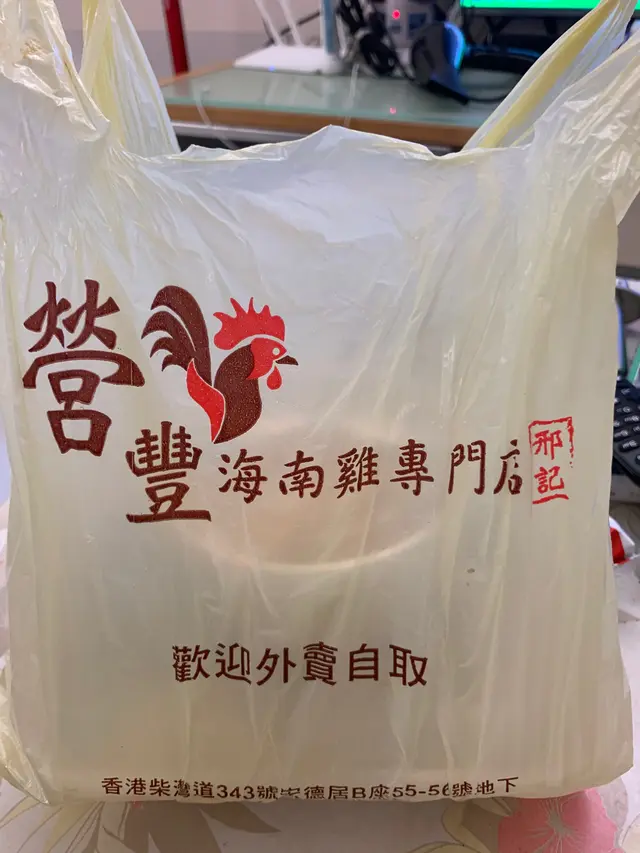 營
豐 海南雞專門店
邢記
歡迎外賣自取
香港柴灣道343號宏德居B座55-56號地下